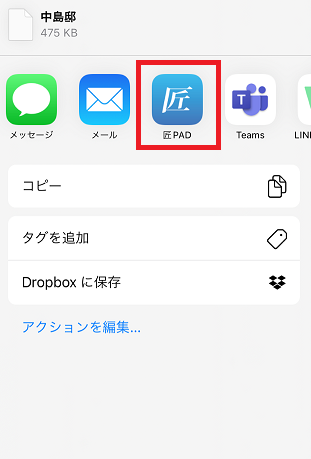 中島邸
475 KB
匠
メッセージ
メール
匠PAD
Teams
LIN
コピー
タグを追加
Dropbox に保存
アクションを編集...